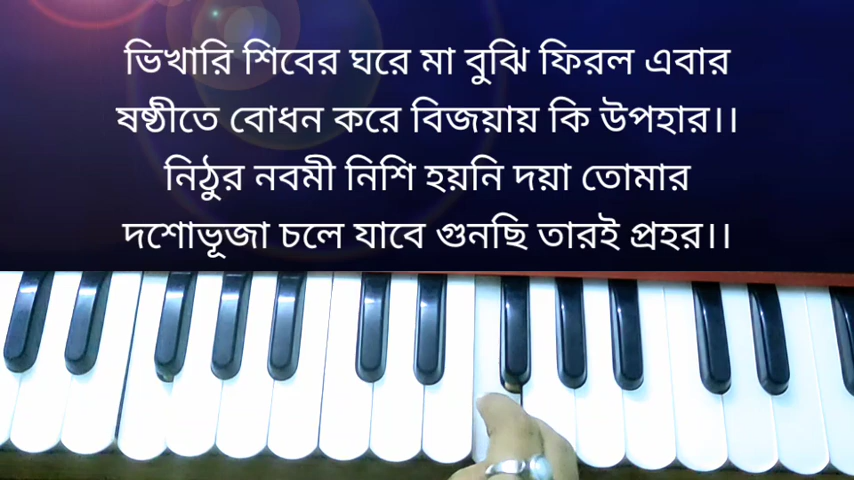 ভিখারি শিবের ঘরে মা বুঝি ফিরল এবার
ষষ্ঠীতে বোধন করে বিজয়ায় কি উপহার।।
নিঠুর নবমী নিশি হয়নি দয়া তোমার
দশোভূজা চলে যাবে গুনছি তারই প্রহর।।